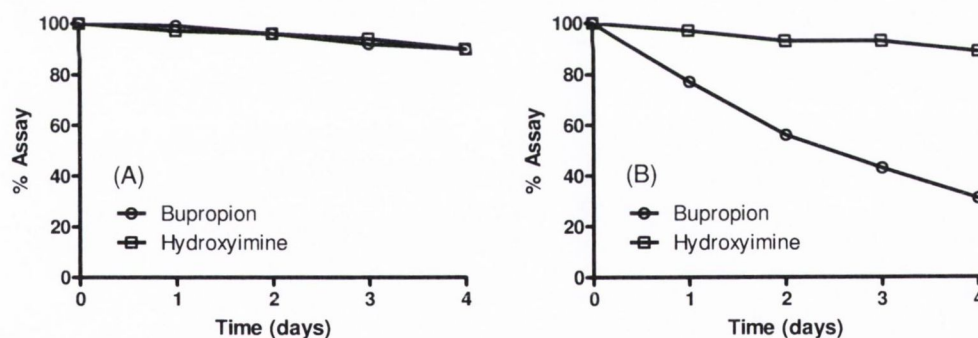 100
80
60
40
20
0
% Assay
(A)
Bupropion
Hydroxyimine
0 1 2 3 4
Time (days)
100
80
60
40
20
0
% Assay
(B)
Bupropion
Hydroxyimine
0 1 2 3 4
Time (days)